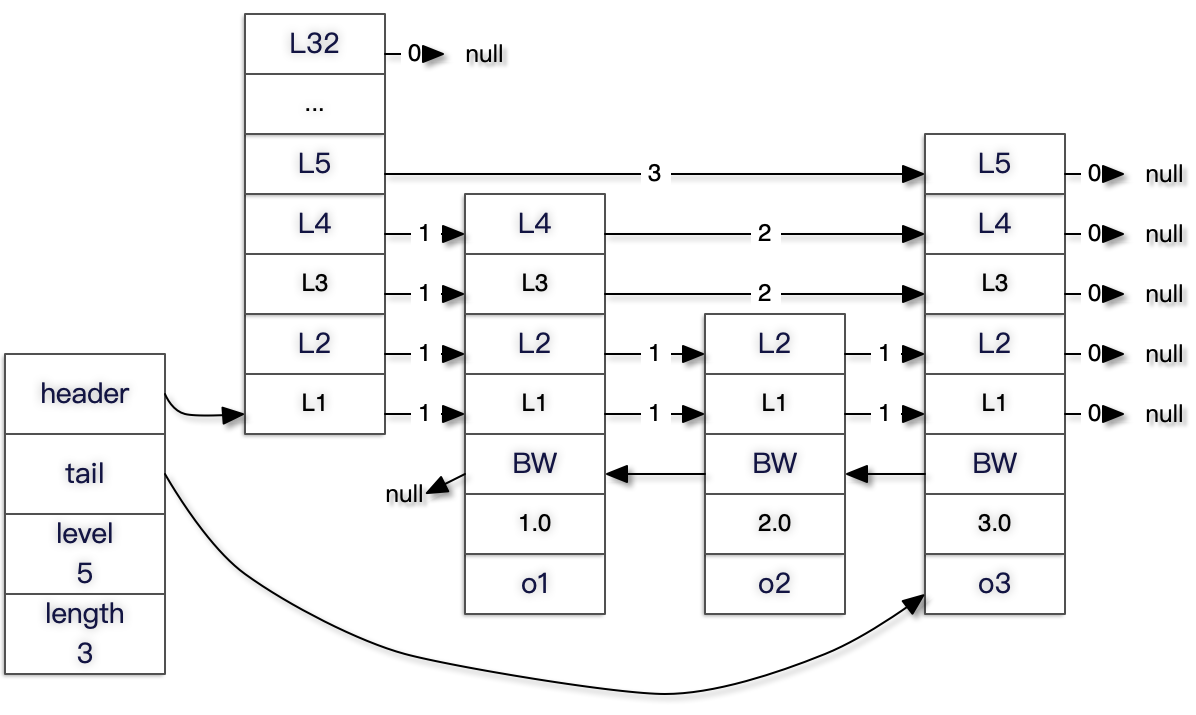 L32 0 null
...
L5 3 L5 0 null
L4 1 L4 2 L4 0 null
L3 1 L3 2 L3 0 null
L2 1 L2 1 L2 1 L2 0 null
header L1 1 L1 1 L1 1 L1 0 null
tail BW BW BW
null
level 1.0 2.0 3.0
5 o1 o2 o3
length
3